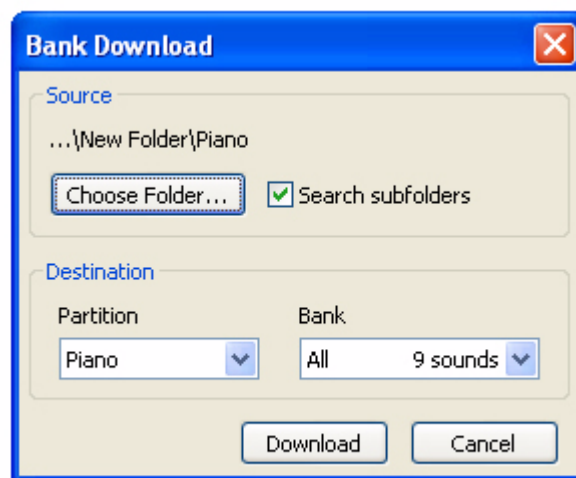 Bank Download
Source
...\New Folder\Piano
Choose Folder... Search subfolders
Destination
Partition Bank
Piano All 9 sounds
Download Cancel